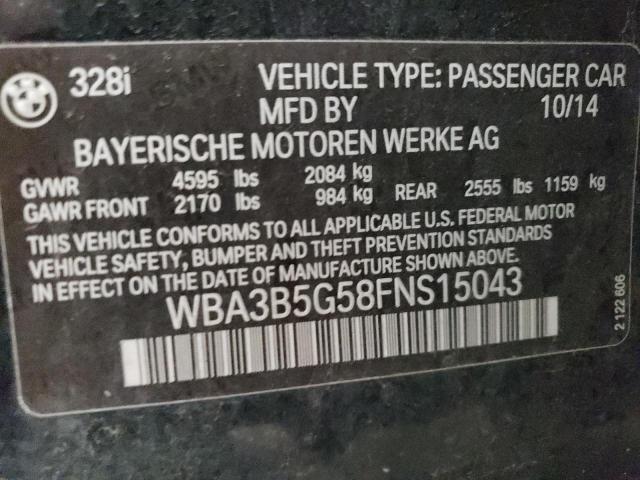 328i VEHICLE TYPE: PASSENGER CAR
MFD BY 10/14
BAYERISCHE MOTOREN WERKE AG
GVWR 4595 lbs 2084 kg
GAWR FRONT 2170 lbs 984 kg REAR 2555 lbs 1159 kg
THIS VEHICLE CONFORMS TO ALL APPLICABLE U.S. FEDERAL MOTOR
VEHICLE SAFETY, BUMPER AND THEFT PREVENTION STANDARDS
IN EFFECT ON THE DATE OF MANUFACTURE SHOWN ABOVE.
WBA3B5G58FNS15043
2 122 606